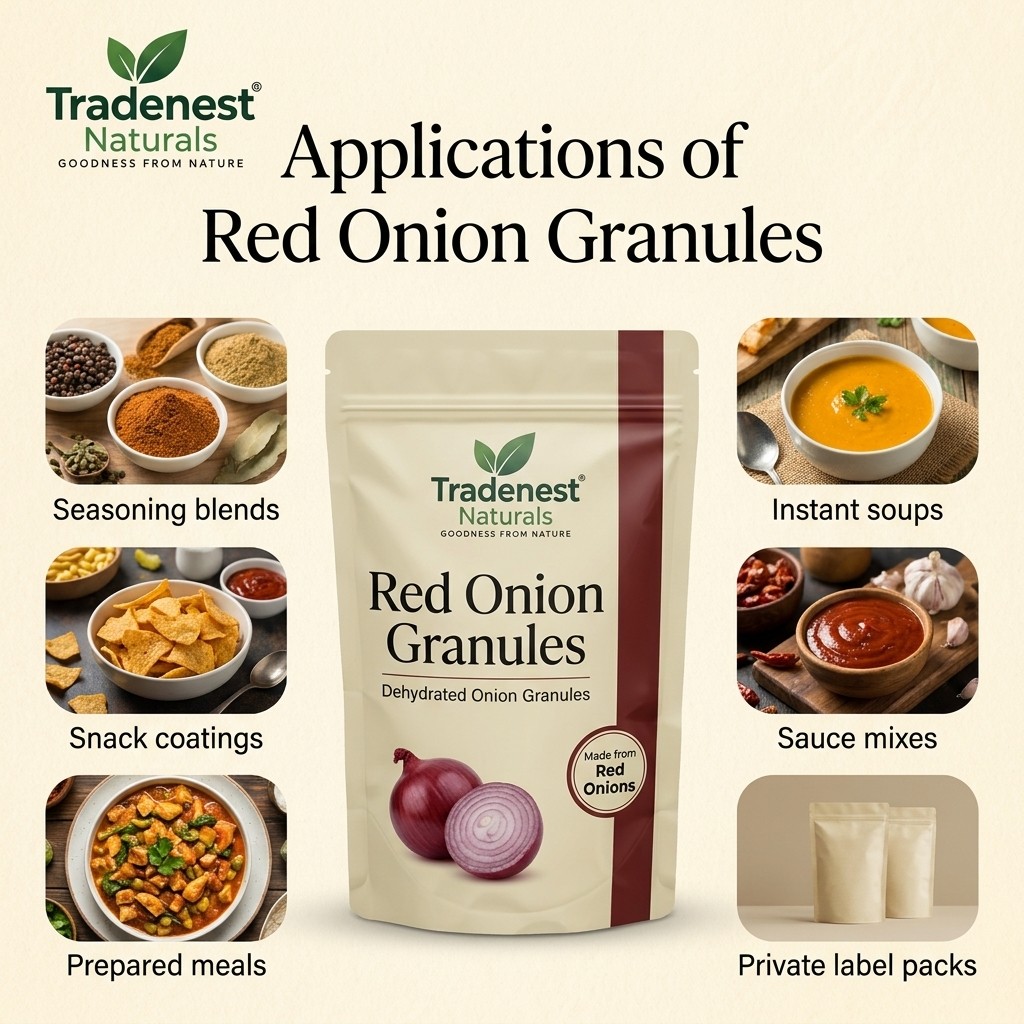 Tradenest®
Naturals
GOODNESS FROM NATURE
Applications of
Red Onion Granules
Seasoning blends
Snack coatings
Prepared meals
Tradenest®
Naturals
GOODNESS FROM NATURE
Red Onion
Granules
Dehydrated Onion Granules
Made from
Red
Onions
Instant soups
Sauce mixes
Private label packs